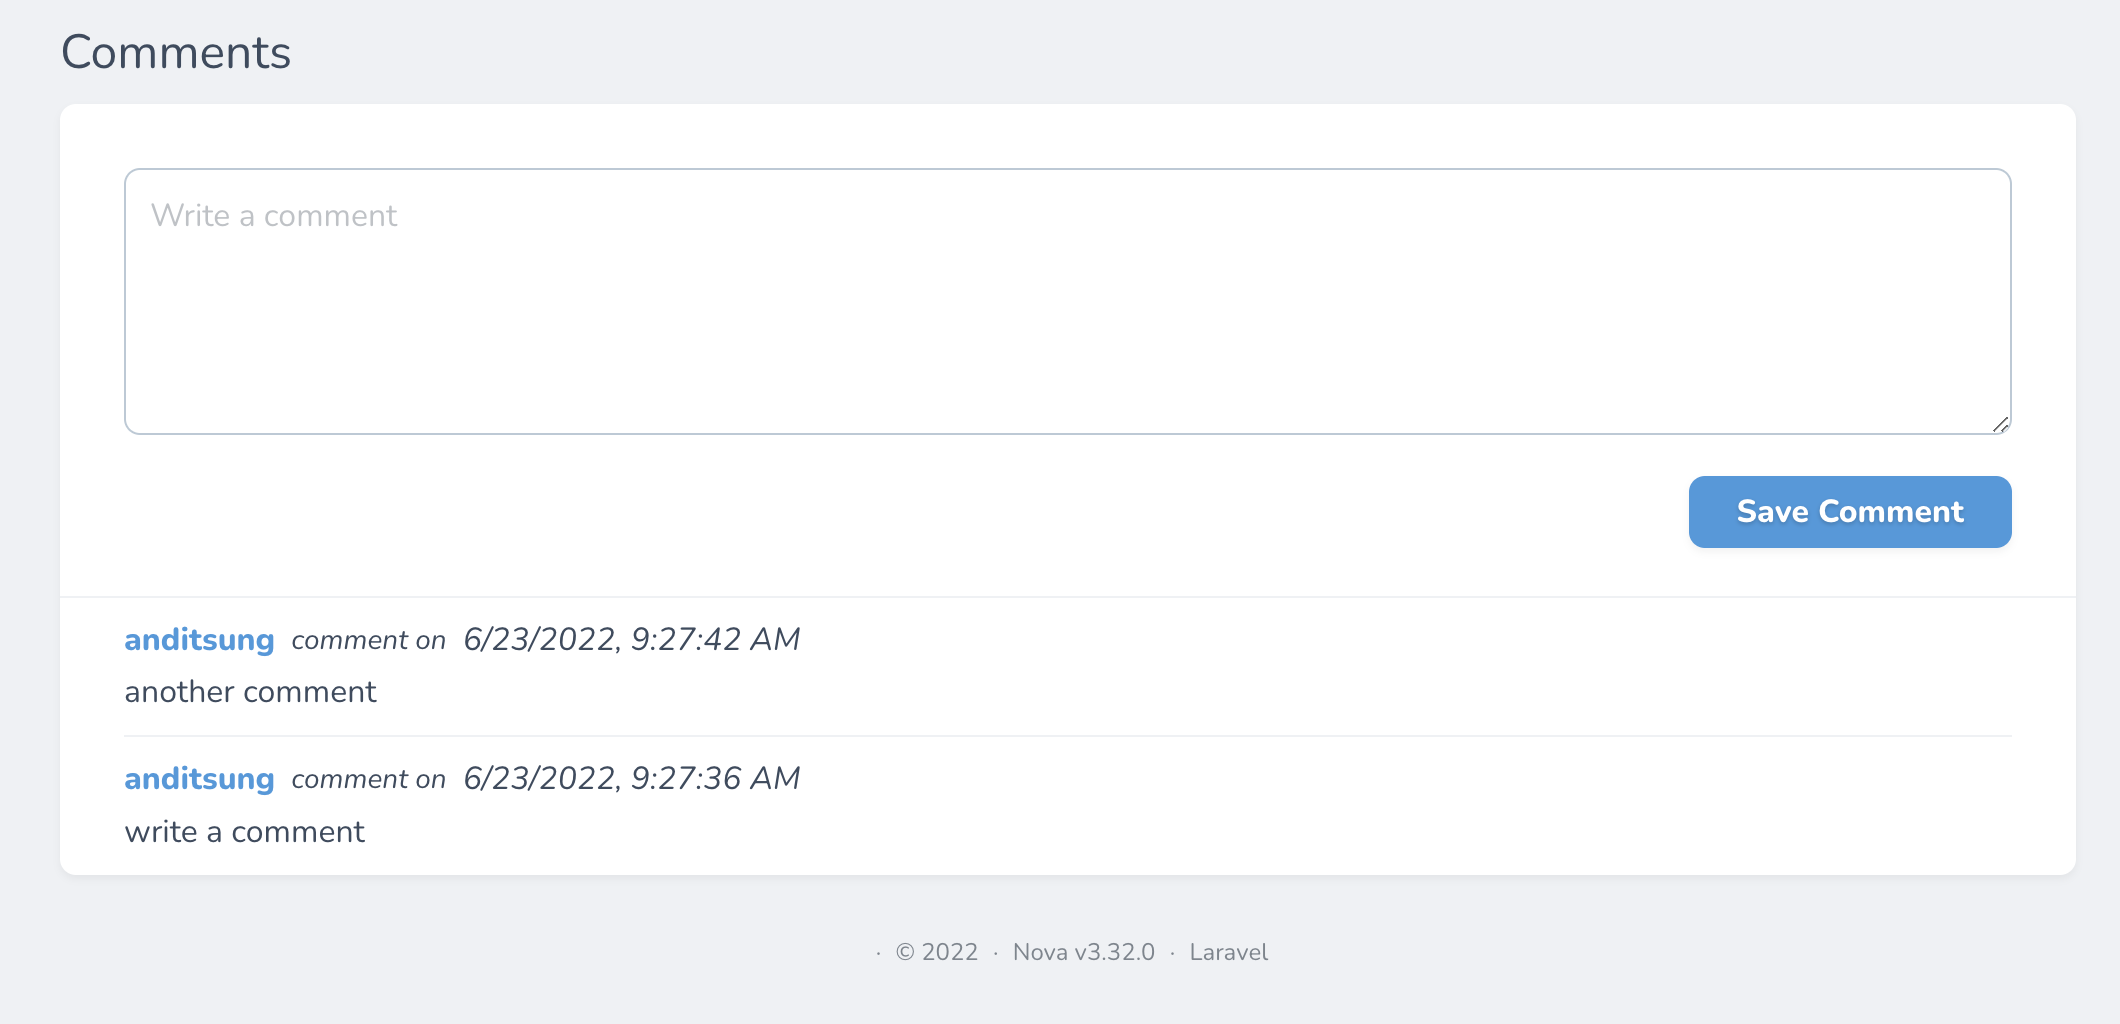 Comments
Write a comment
Save Comment
anditsung comment on 6/23/2022, 9:27:42 AM
another comment
anditsung comment on 6/23/2022, 9:27:36 AM
write a comment
· © 2022 · Nova v3.32.0 · Laravel